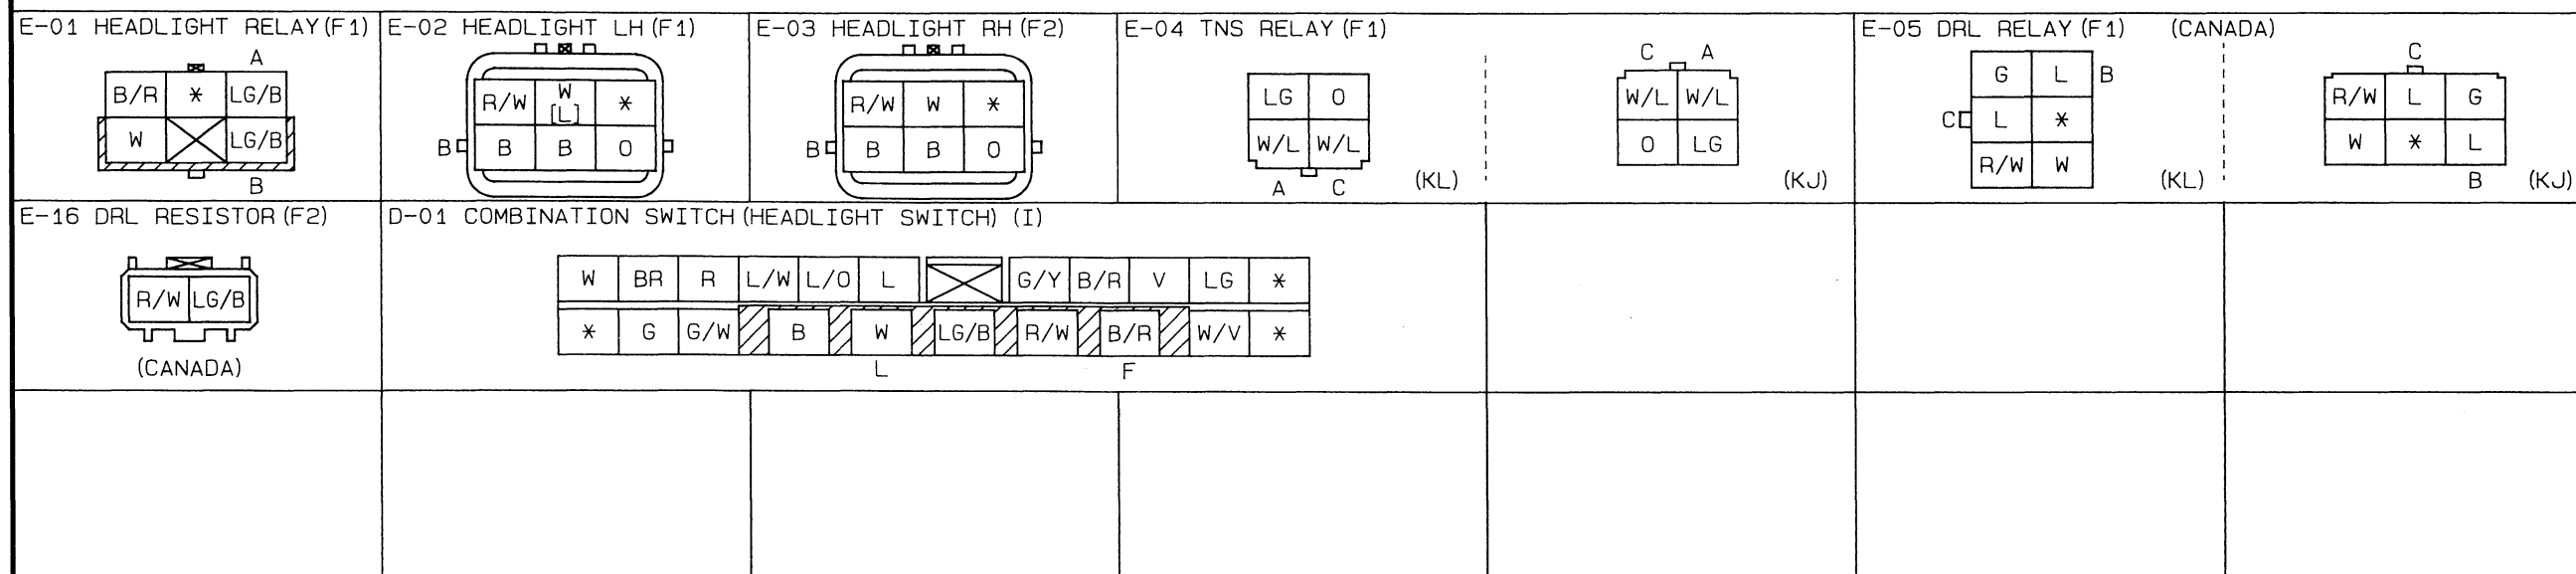 E-01 HEADLIGHT RELAY (F1)
A
B/R * LG/B
W LG/B
B
E-02 HEADLIGHT LH (F1)
R/W W [L] *
B B B O
E-03 HEADLIGHT RH (F2)
R/W W *
B B B O
E-04 TNS RELAY (F1)
LG O
W/L W/L
A C (KL)
C A
W/L W/L
O LG
(KJ)
E-05 DRL RELAY (F1) (CANADA)
G L B
C L *
R/W W (KL)
C
R/W L G
W * L
B (KJ)
E-16 DRL RESISTOR (F2)
R/W LG/B
(CANADA)
D-01 COMBINATION SWITCH (HEADLIGHT SWITCH) (I)
W BR R L/W L/O L G/Y B/R V LG *
* G G/W B W LG/B R/W B/R W/V *
L F